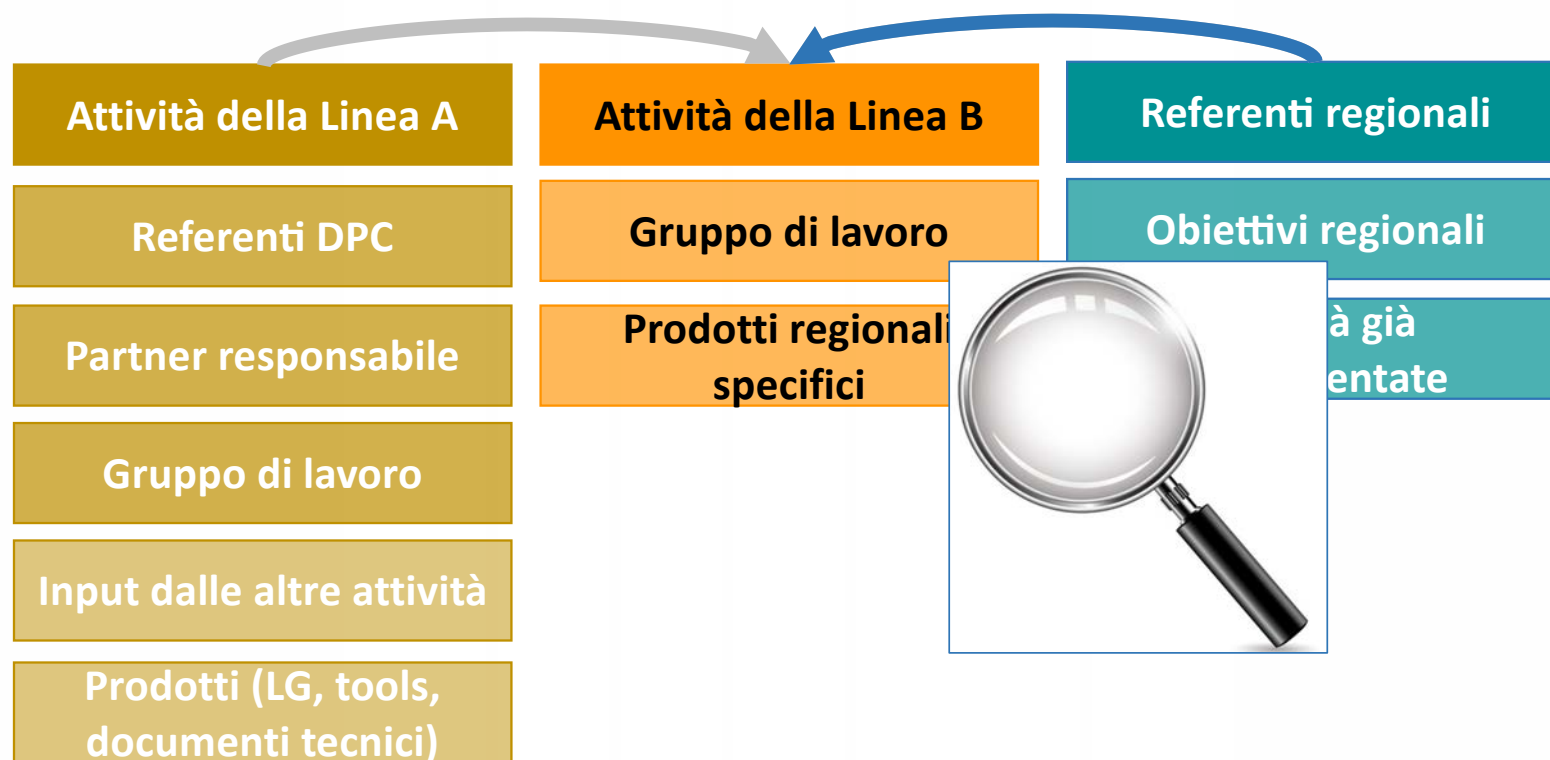 Attività della Linea A
Referenti DPC
Partner responsabile
Gruppo di lavoro
Input dalle altre attività
Prodotti (LG, tools,
documenti tecnici)
Attività della Linea B
Gruppo di lavoro
Prodotti regionali
specifici
Referenti regionali
Obiettivi regionali
à già
entate